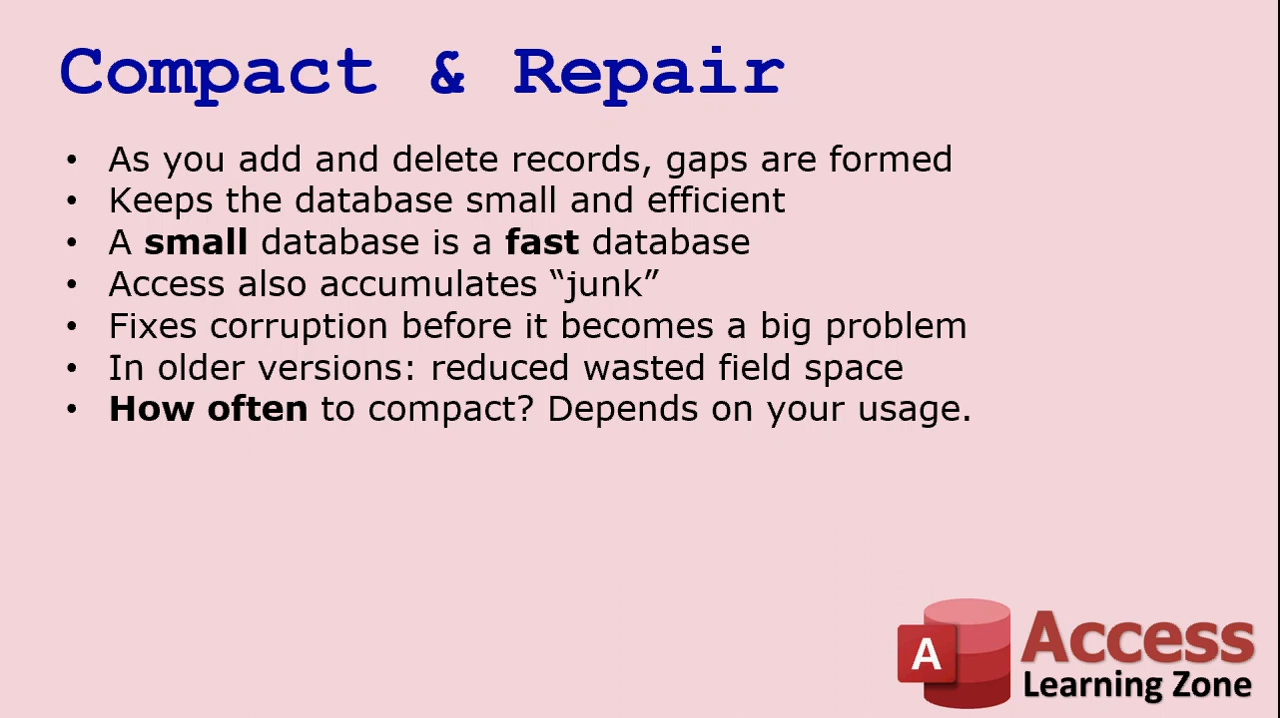 Compact & Repair
• As you add and delete records, gaps are formed
• Keeps the database small and efficient
• A small database is a fast database
• Access also accumulates “junk”
• Fixes corruption before it becomes a big problem
• In older versions: reduced wasted field space
• How often to compact? Depends on your usage.
A
Access
Learning Zone